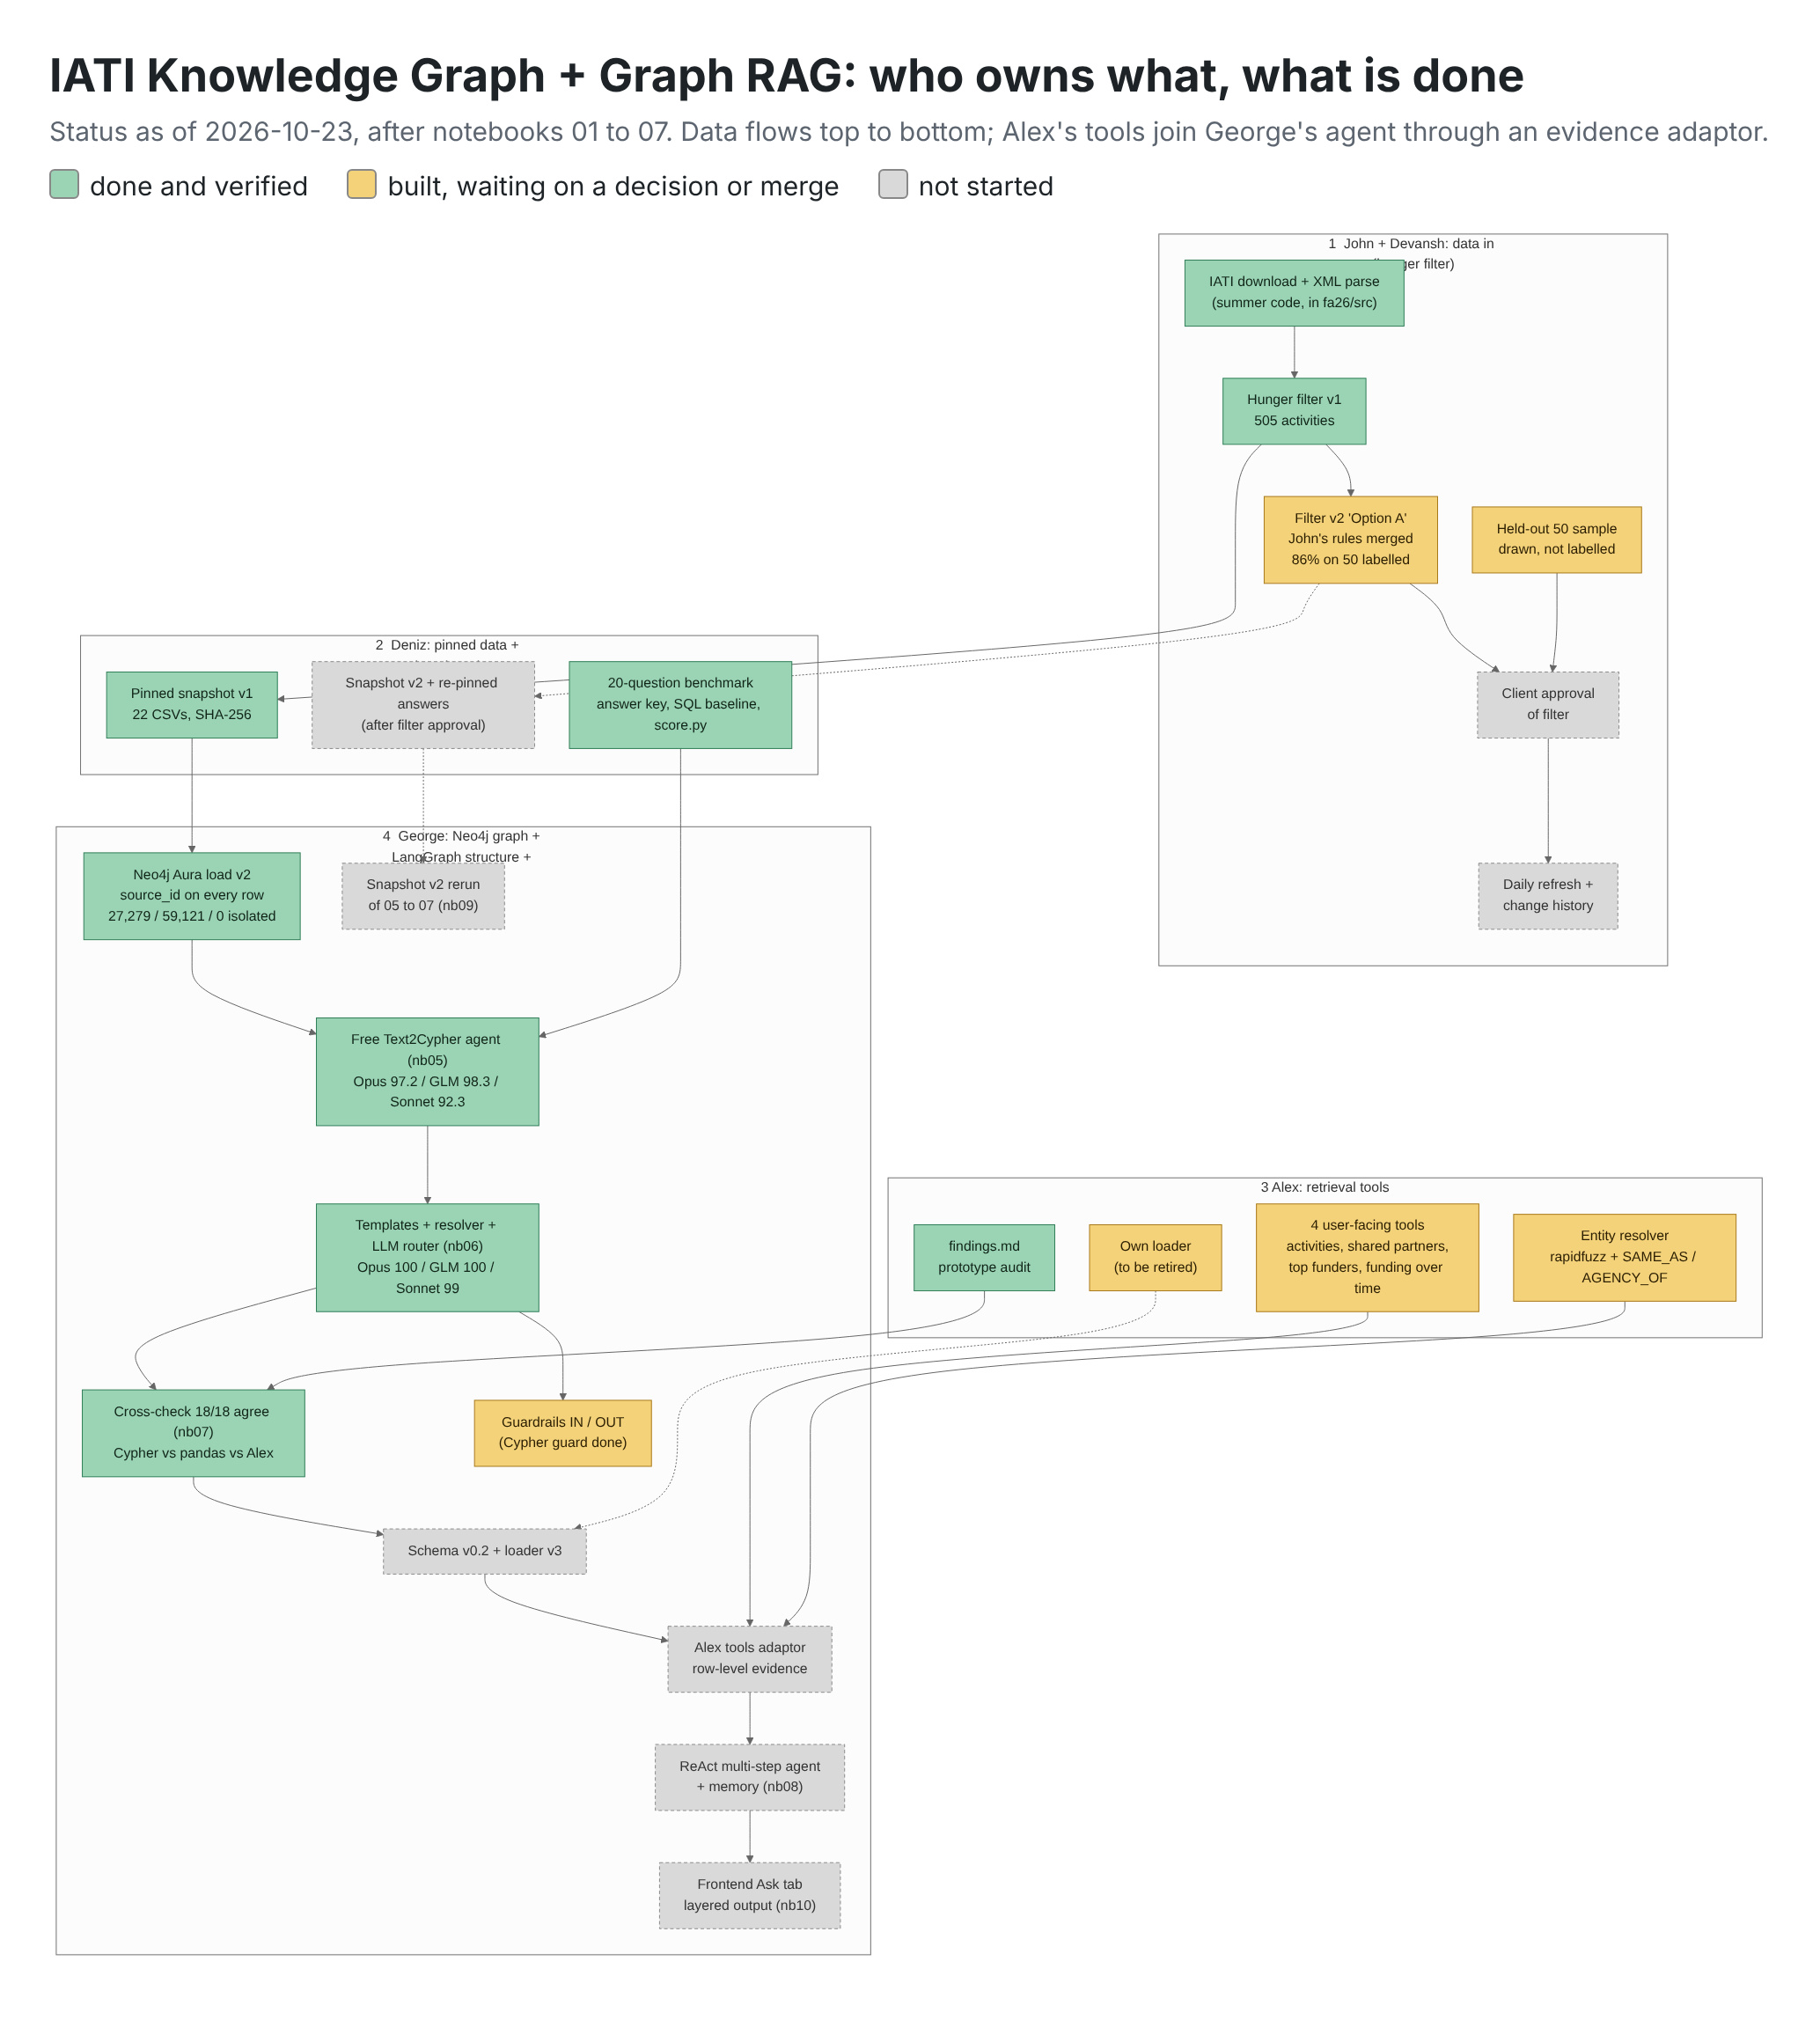 IATI Knowledge Graph + Graph RAG: who owns what, what is done
Status as of 2026-10-23, after notebooks 01 to 07. Data flows top to bottom; Alex's tools join George's agent through an evidence adaptor.
done and verified
built, waiting on a decision or merge
not started
1 John + Devansh: data in
filter)
IATI download + XML parse
(summer code, in fa26/src)
Hunger filter v1
505 activities
Filter v2 'Option A'
John's rules merged
86% on 50 labelled
Held-out 50 sample
drawn, not labelled
Client approval
of filter
Daily refresh +
change history
2 Deniz: pinned data +
Pinned snapshot v1
22 CSVs, SHA-256
Snapshot v2 + re-pinned
answers
(after filter approval)
20-question benchmark
answer key, SQL baseline,
score.py
4 George: Neo4j graph +
LangGraph structure +
Neo4j Aura load v2
source_id on every row
27,279 / 59,121 / 0 isolated
Snapshot v2 rerun
of 05 to 07 (nb09)
Free Text2Cypher agent
(nb05)
Opus 97.2 / GLM 98.3 /
Sonnet 92.3
Templates + resolver +
LLM router (nb06)
Opus 100 / GLM 100 /
Sonnet 99
3 Alex: retrieval tools
findings.md
prototype audit
Own loader
(to be retired)
4 user-facing tools
activities, shared partners,
top funders, funding over
time
Entity resolver
rapidfuzz + SAME_AS /
AGENCY_OF
Cross-check 18/18 agree
(nb07)
Cypher vs pandas vs Alex
Guardrails IN / OUT
(Cypher guard done)
Schema v0.2 + loader v3
Alex tools adaptor
row-level evidence
ReAct multi-step agent
+ memory (nb08)
Frontend Ask tab
layered output (nb10)